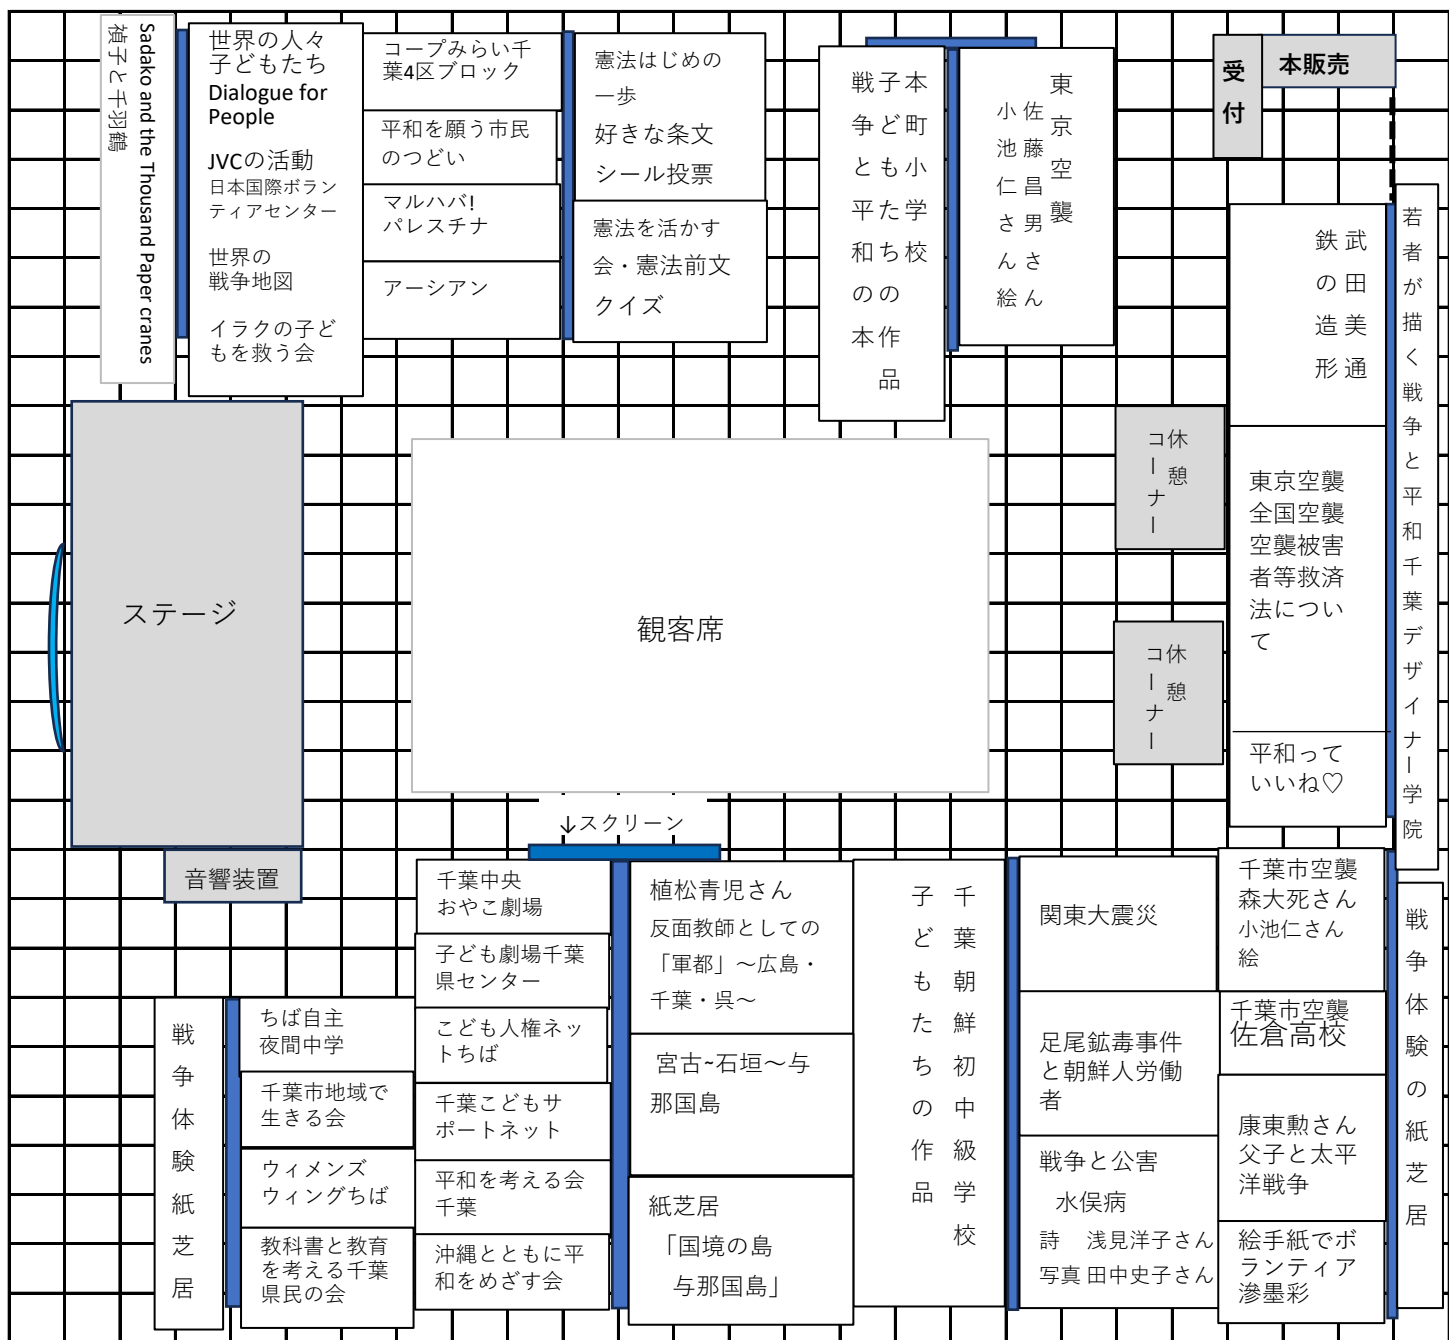 Sadako and the Thousand Paper cranes
禎子と千羽鶴
世界の人々
子どもたち
Dialogue for
People
JVCの活動
日本国際ボラン
ティアセンター
世界の
戦争地図
イラクの子ど
もを救う会
コープみらい千
葉4区ブロック
平和を願う市民
のつどい
マルハバ!
パレスチナ
アーシアン
憲法はじめの
一歩
好きな条文
シール投票
憲法を活かす
会・憲法前文
クイズ
本町小学校の作品
子どもたちの本
戦争と平和の本
東京空襲
佐藤昌男さん
小池仁さん絵
受付
本販売
武田美通
鉄の造形
東京空襲
全国空襲
空襲被害
者等救済
法につい
て
平和って
いいね♡
若者が描く戦争と平和千葉デザイナー学院
休憩
コーナー
休憩
コーナー
ステージ
観客席
↓スクリーン
音響装置
千葉中央
おやこ劇場
子ども劇場千葉
県センター
こども人権ネッ
トちば
千葉こどもサ
ポートネット
平和を考える会
千葉
沖縄とともに平
和をめざす会
戦争体験紙芝居
ちば自主
夜間中学
千葉市地域で
生きる会
ウィメンズ
ウィングちば
教科書と教育
を考える千葉
県民の会
植松青児さん
反面教師としての
「軍都」～広島・
千葉・呉～
宮古~石垣～与
那国島
紙芝居
「国境の島
与那国島」
千葉朝鮮初中級学校
子どもたちの作品
関東大震災
足尾鉱毒事件
と朝鮮人労働
者
戦争と公害
水俣病
詩　浅見洋子さん
写真 田中史子さん
千葉市空襲
森大死さん
小池仁さん
絵
千葉市空襲
佐倉高校
康東勲さん
父子と太平
洋戦争
絵手紙でボ
ランティア
滲墨彩
戦争体験の紙芝居